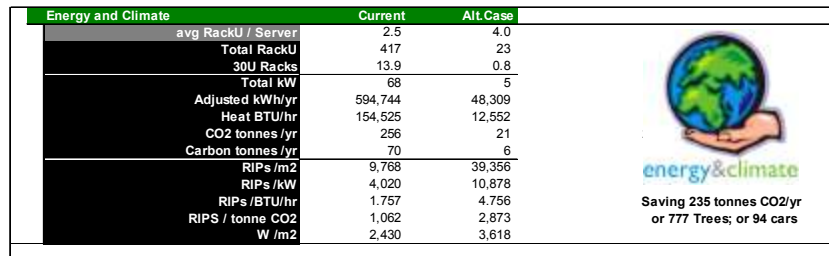 Energy and Climate Current Alt.Case
avg RackU / Server 2.5 4.0
Total RackU 417 23
30U Racks 13.9 0.8
Total kW 68 5
Adjusted kWh/yr 594,744 48,309
Heat BTU/hr 154,525 12,552
CO2 tonnes /yr 256 21
Carbon tonnes /yr 70 6
RIPs /m2 9,768 39,356
RIPs /kW 4,020 10,878
RIPs /BTU/hr 1.757 4.756
RIPS / tonne CO2 1,062 2,873
W /m2 2,430 3,618
energy&climate
Saving 235 tonnes CO2/yr
or 777 Trees; or 94 cars